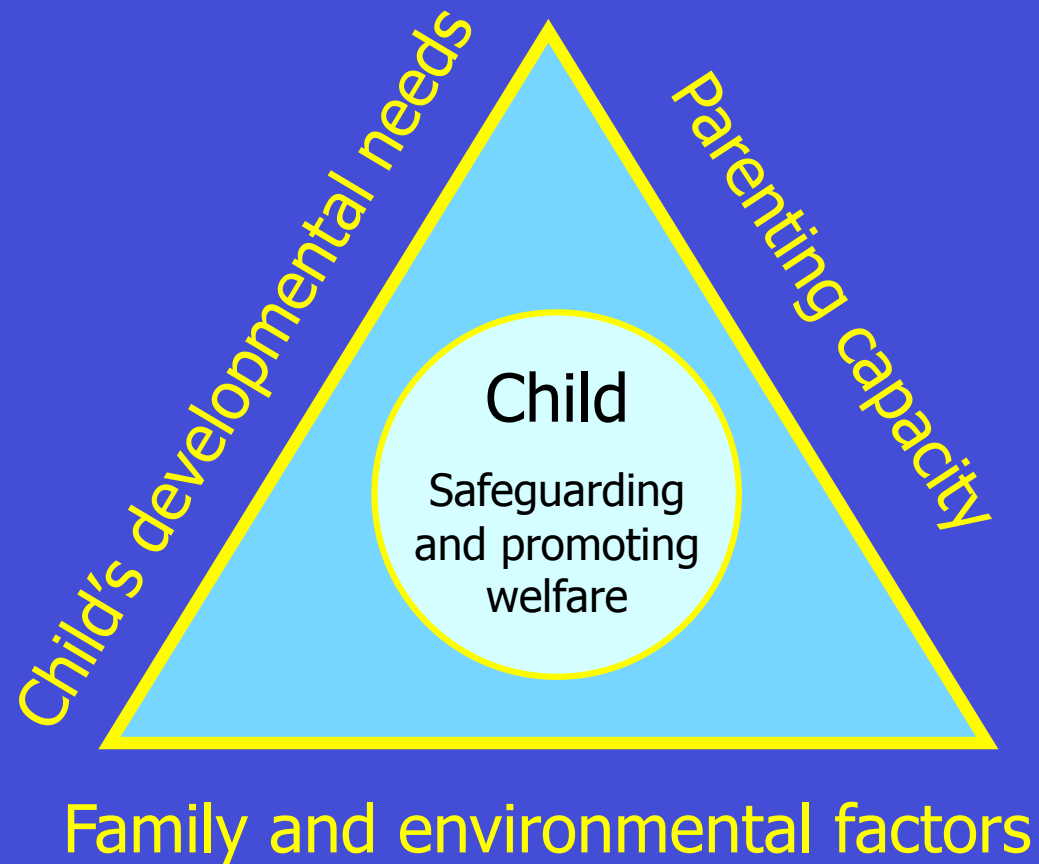 Child's developmental needs
Parenting capacity
Child
Safeguarding
and promoting
welfare
Family and environmental factors